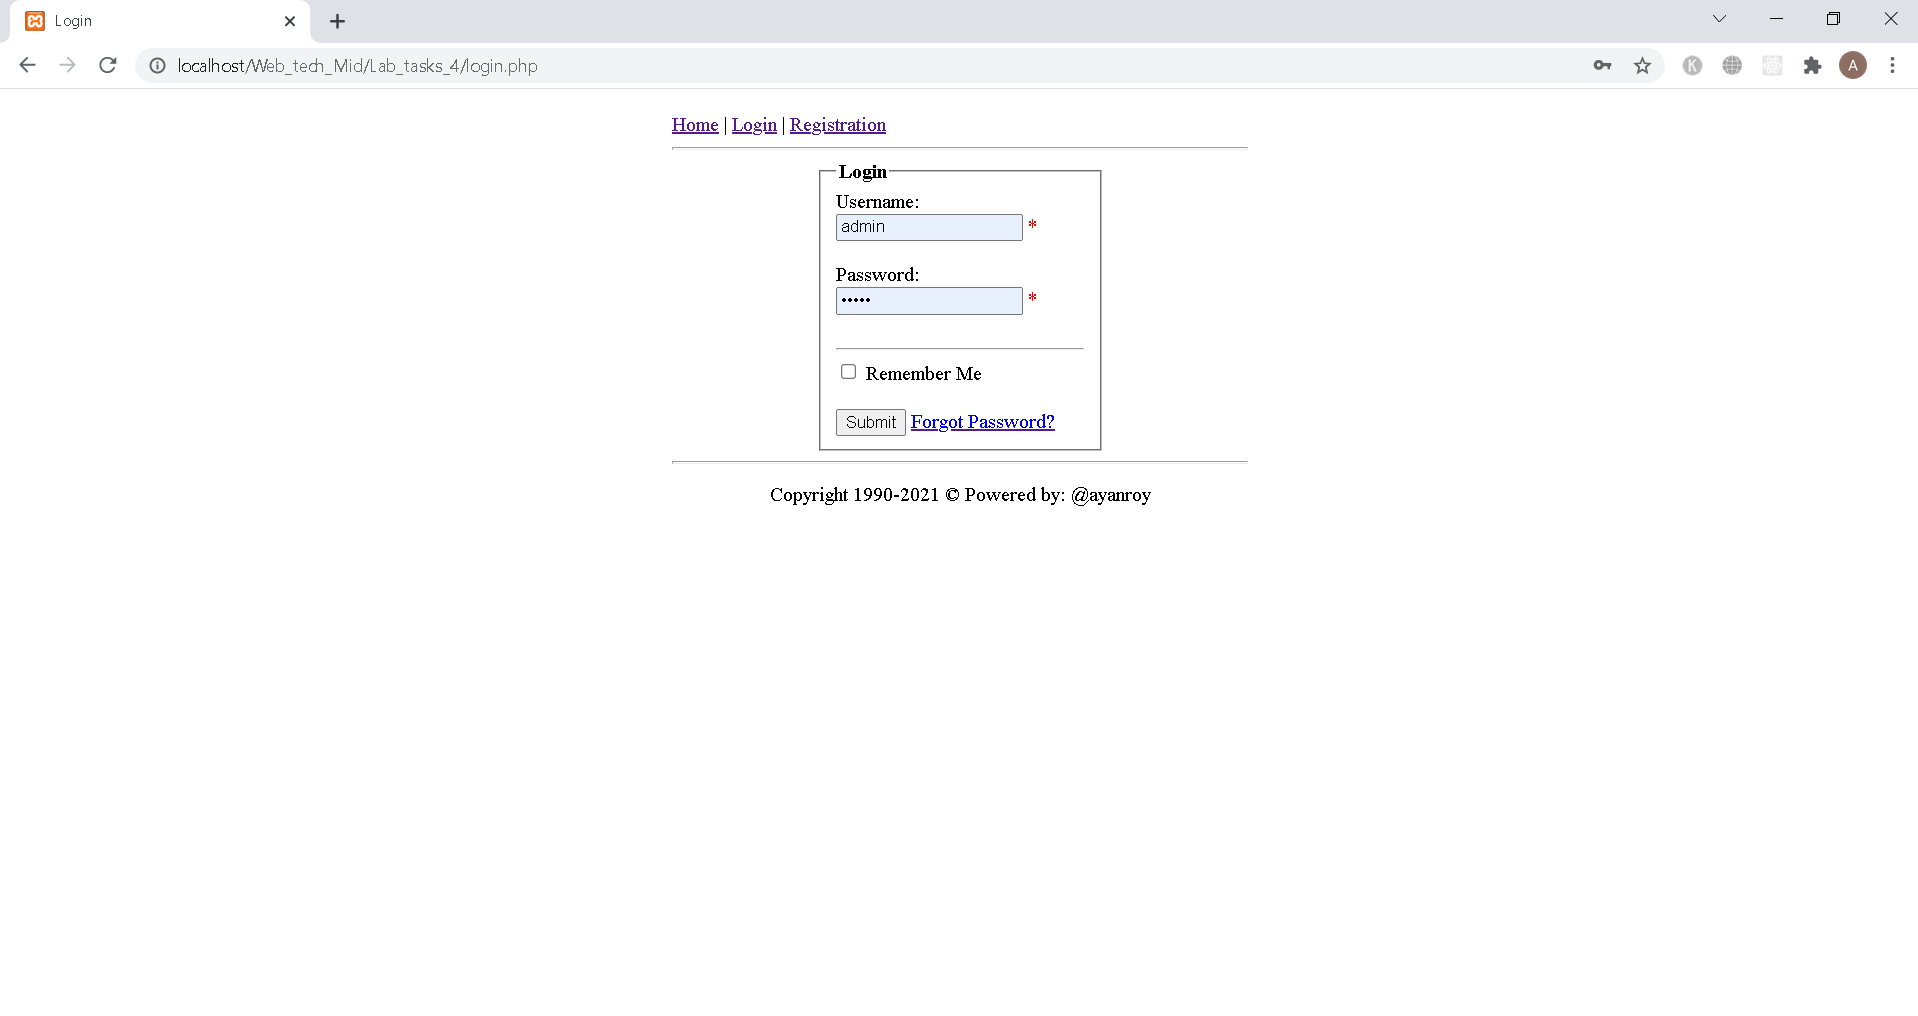 Login
localhost/Web_tech_Mid/Lab_tasks_4/login.php
K
A
Home | Login | Registration
Login
Username:
admin *
Password:
••••• *
Remember Me
Submit Forgot Password?
Copyright 1990-2021 © Powered by: @ayanroy